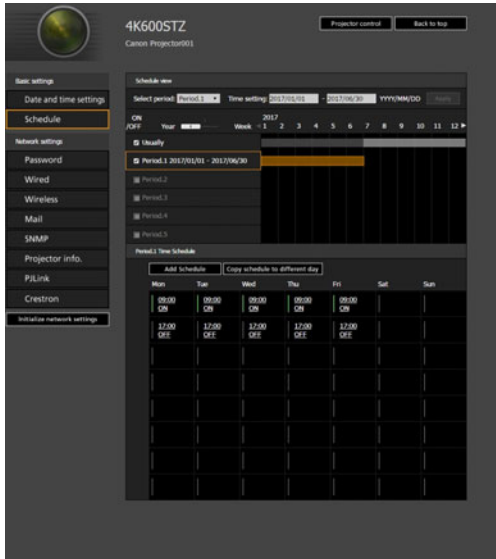 4K600STZ
Projector control
Back to top
Canon Projector001
Basic settings
Date and time settings
Schedule
Network settings
Password
Wired
Wireless
Mail
SNMP
Projector info.
PJLink
Crestron
Initialize network settings
Schedule view
Select period: Period.1 Time setting: 2017/01/01 - 2017/06/30 YYYY/MM/DD Apply
ON
/OFF Year Week 2017
1 2 3 4 5 6 7 8 9 10 11 12
Usually
Period.1 2017/01/01 - 2017/06/30
Period.2
Period.3
Period.4
Period.5
Period.1 Time Schedule
Add Schedule Copy schedule to different day
Mon Tue Wed Thu Fri Sat Sun
09:00 09:00 09:00 09:00 09:00
ON ON ON ON ON
17:00 17:00 17:00 17:00 17:00
OFF OFF OFF OFF OFF